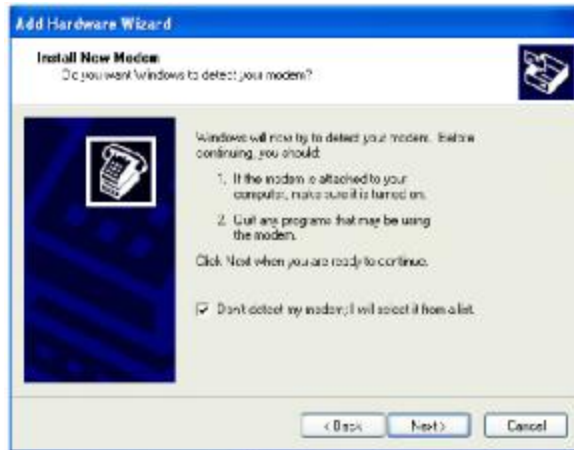 Add Hardware Wizard
Install New Modem
Do you want Windows to detect your modem?
Windows will now try to detect your modem. Before
continuing, you should:
1. If the modem is attached to your
computer, make sure it is turned on.
2. Quit any programs that may be using
the modem.
Click Next when you are ready to continue.
Don't detect my modem; I will select it from a list.
< Back
Next >
Cancel